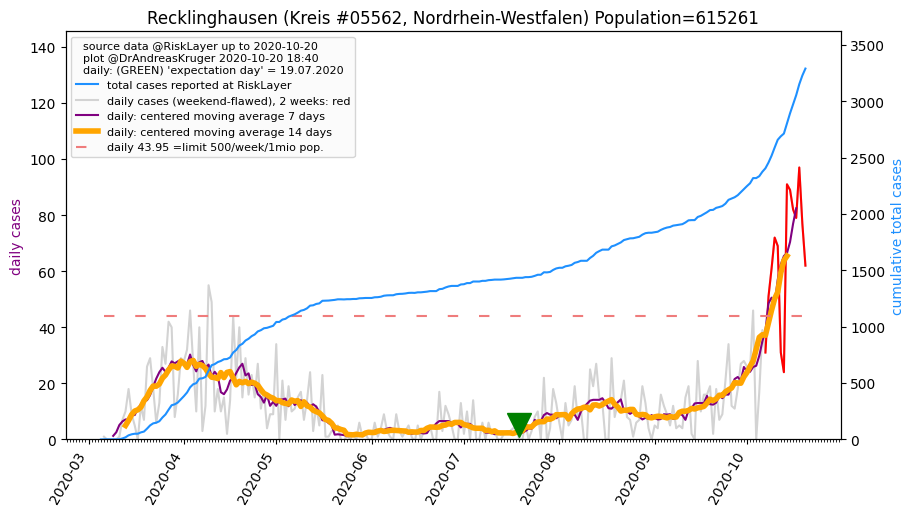 Recklinghausen (Kreis #05562, Nordrhein-Westfalen) Population=615261
source data @RiskLayer up to 2020-10-20
plot @DrAndreasKruger 2020-10-20 18:40
daily: (GREEN) 'expectation day' = 19.07.2020
total cases reported at RiskLayer
daily cases (weekend-flawed), 2 weeks: red
daily: centered moving average 7 days
daily: centered moving average 14 days
daily 43.95 =limit 500/week/1mio pop.
daily cases
140
120
100
80
60
40
20
0
cumulative total cases
3500
3000
2500
2000
1500
1000
500
0
2020-03
2020-04
2020-05
2020-06
2020-07
2020-08
2020-09
2020-10